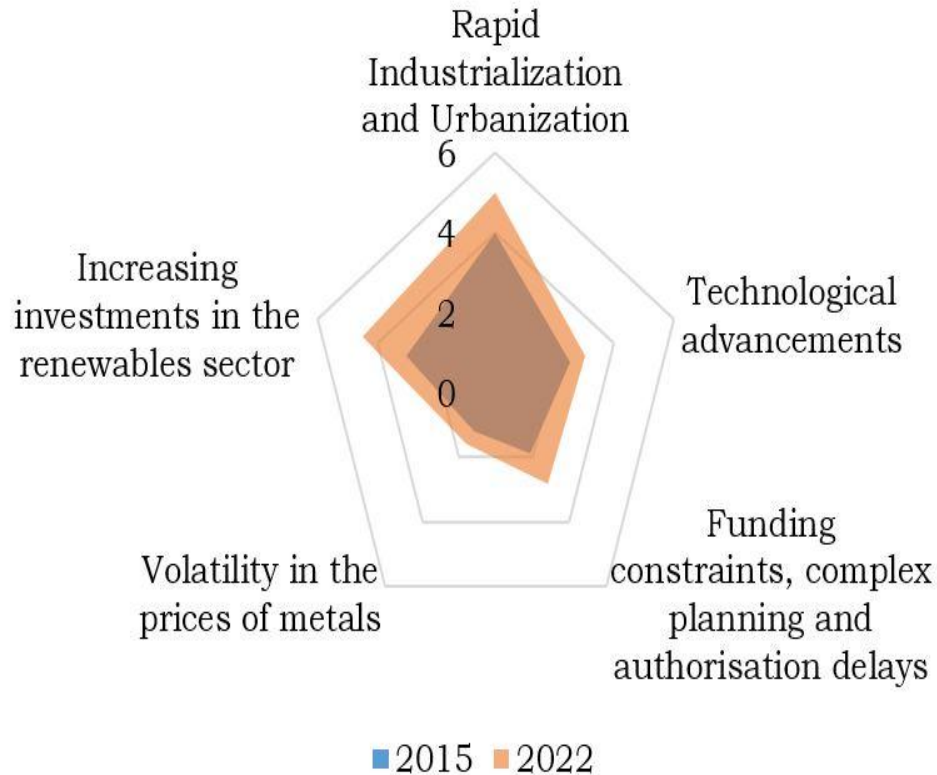 Rapid
Industrialization
and Urbanization
6
4
2
0
Increasing
investments in the
renewables sector
Technological
advancements
Volatility in the
prices of metals
Funding
constraints, complex
planning and
authorisation delays
2015 2022